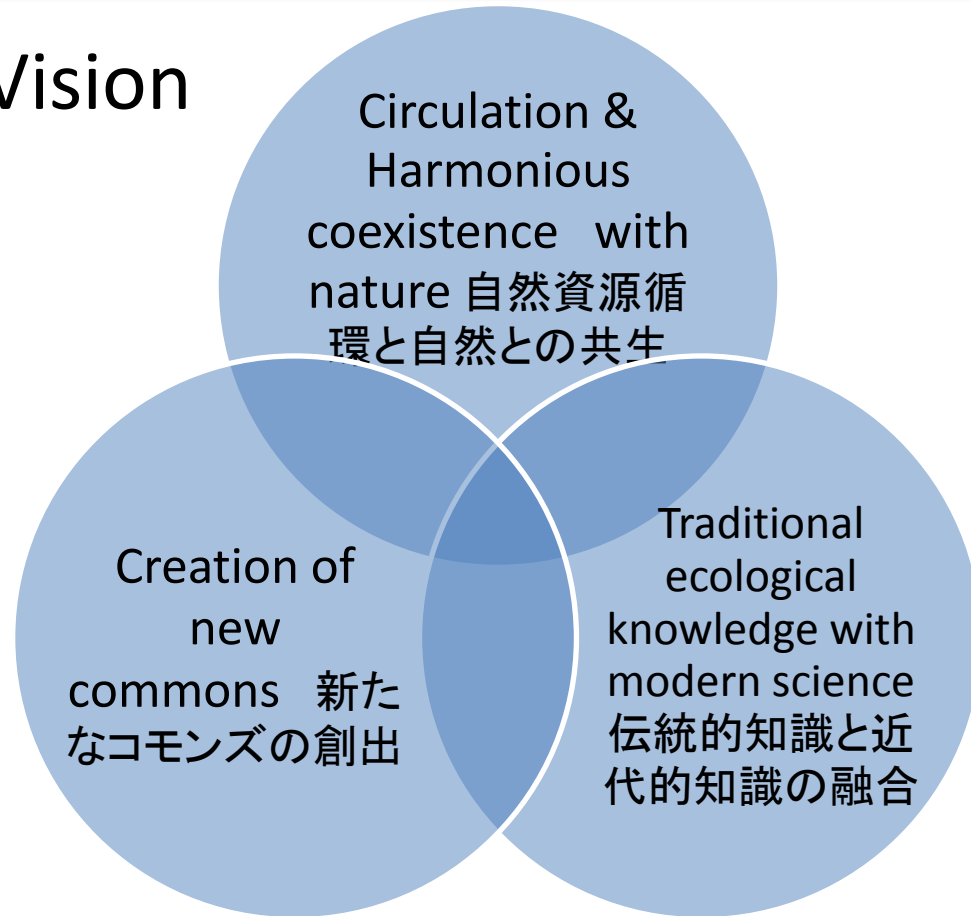 Vision
Circulation &
Harmonious
coexistence with
nature 自然資源循
環と自然との共生
Creation of
new
commons 新た
なコモンズの創出
Traditional
ecological
knowledge with
modern science
伝統的知識と近
代的知識の融合